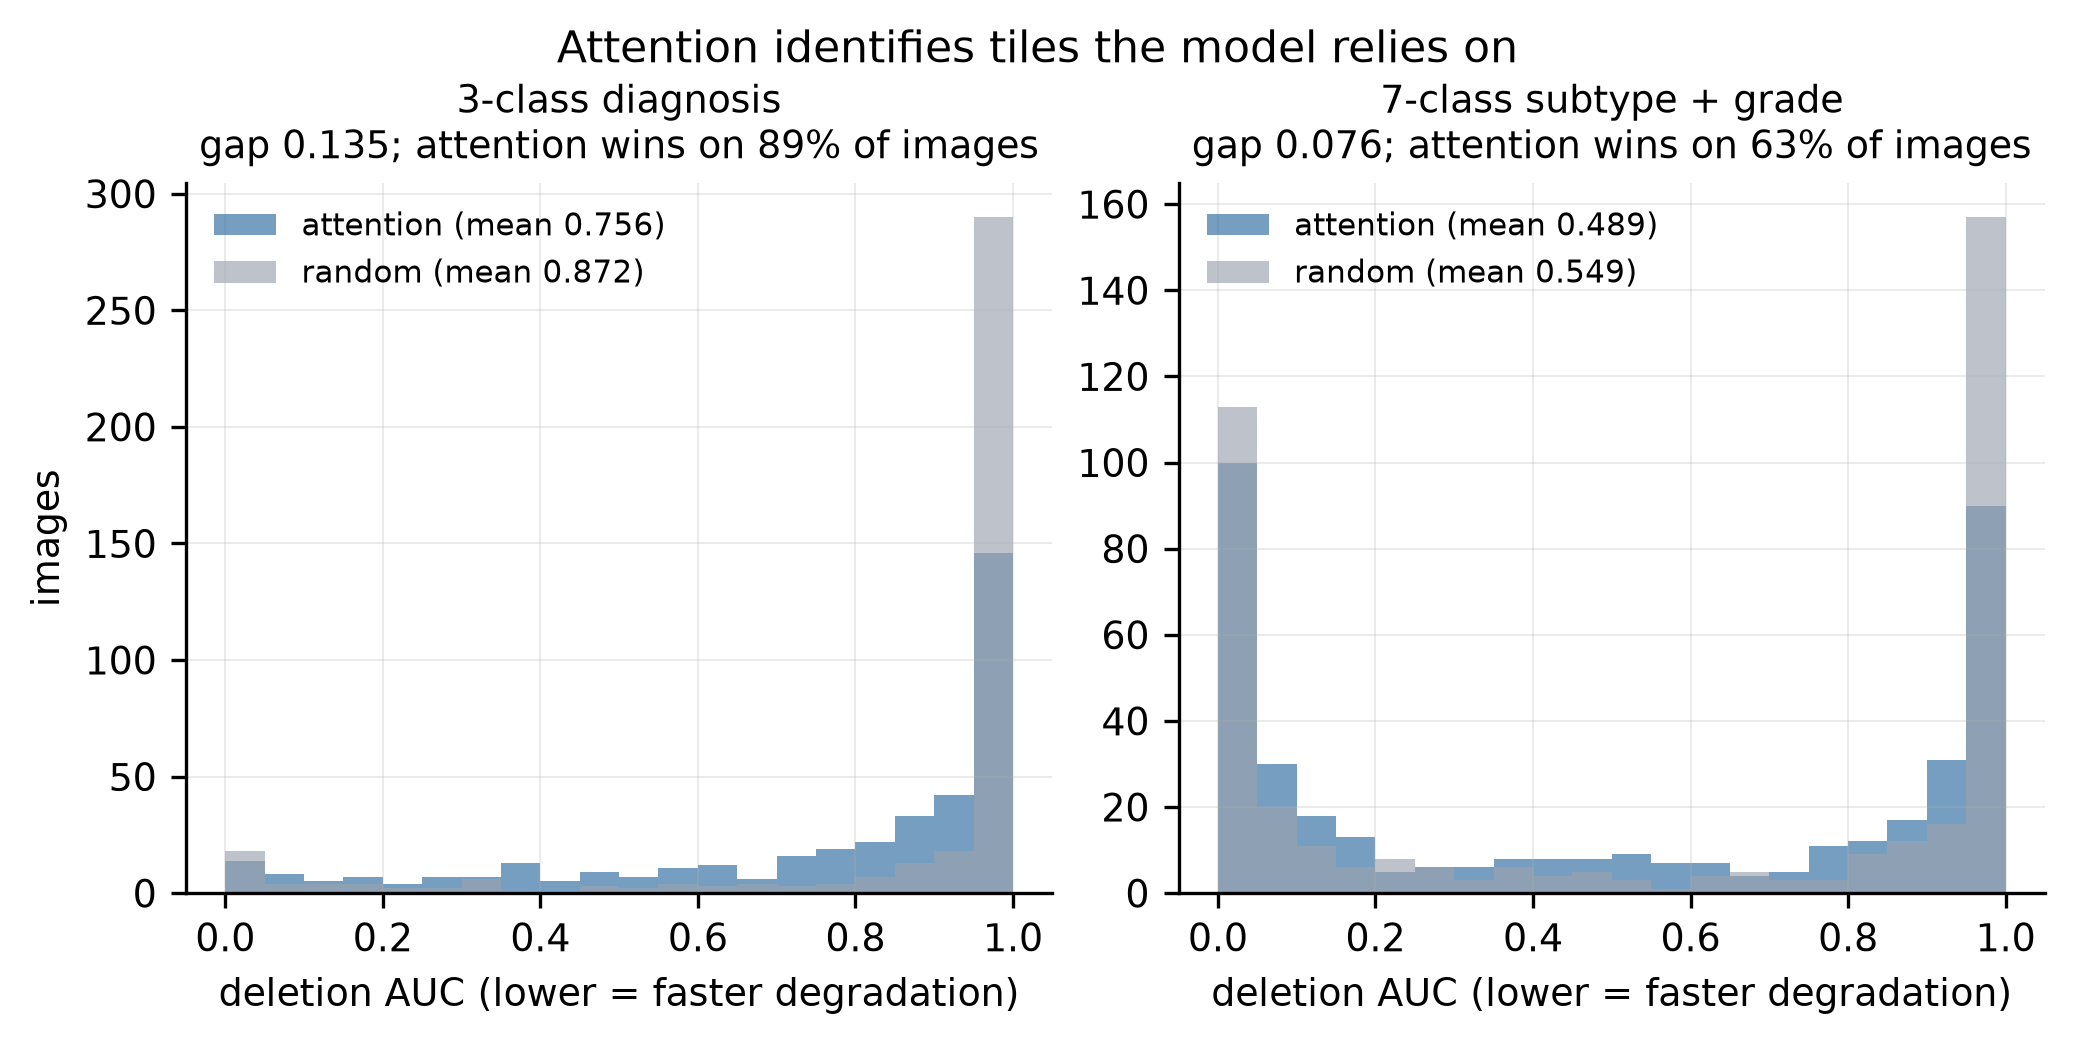 Attention identifies tiles the model relies on
3-class diagnosis
gap 0.135; attention wins on 89% of images
300
250
200
150
100
50
0
images
attention (mean 0.756)
random (mean 0.872)
0.0 0.2 0.4 0.6 0.8 1.0
deletion AUC (lower = faster degradation)
7-class subtype + grade
gap 0.076; attention wins on 63% of images
160
140
120
100
80
60
40
20
0
attention (mean 0.489)
random (mean 0.549)
0.0 0.2 0.4 0.6 0.8 1.0
deletion AUC (lower = faster degradation)